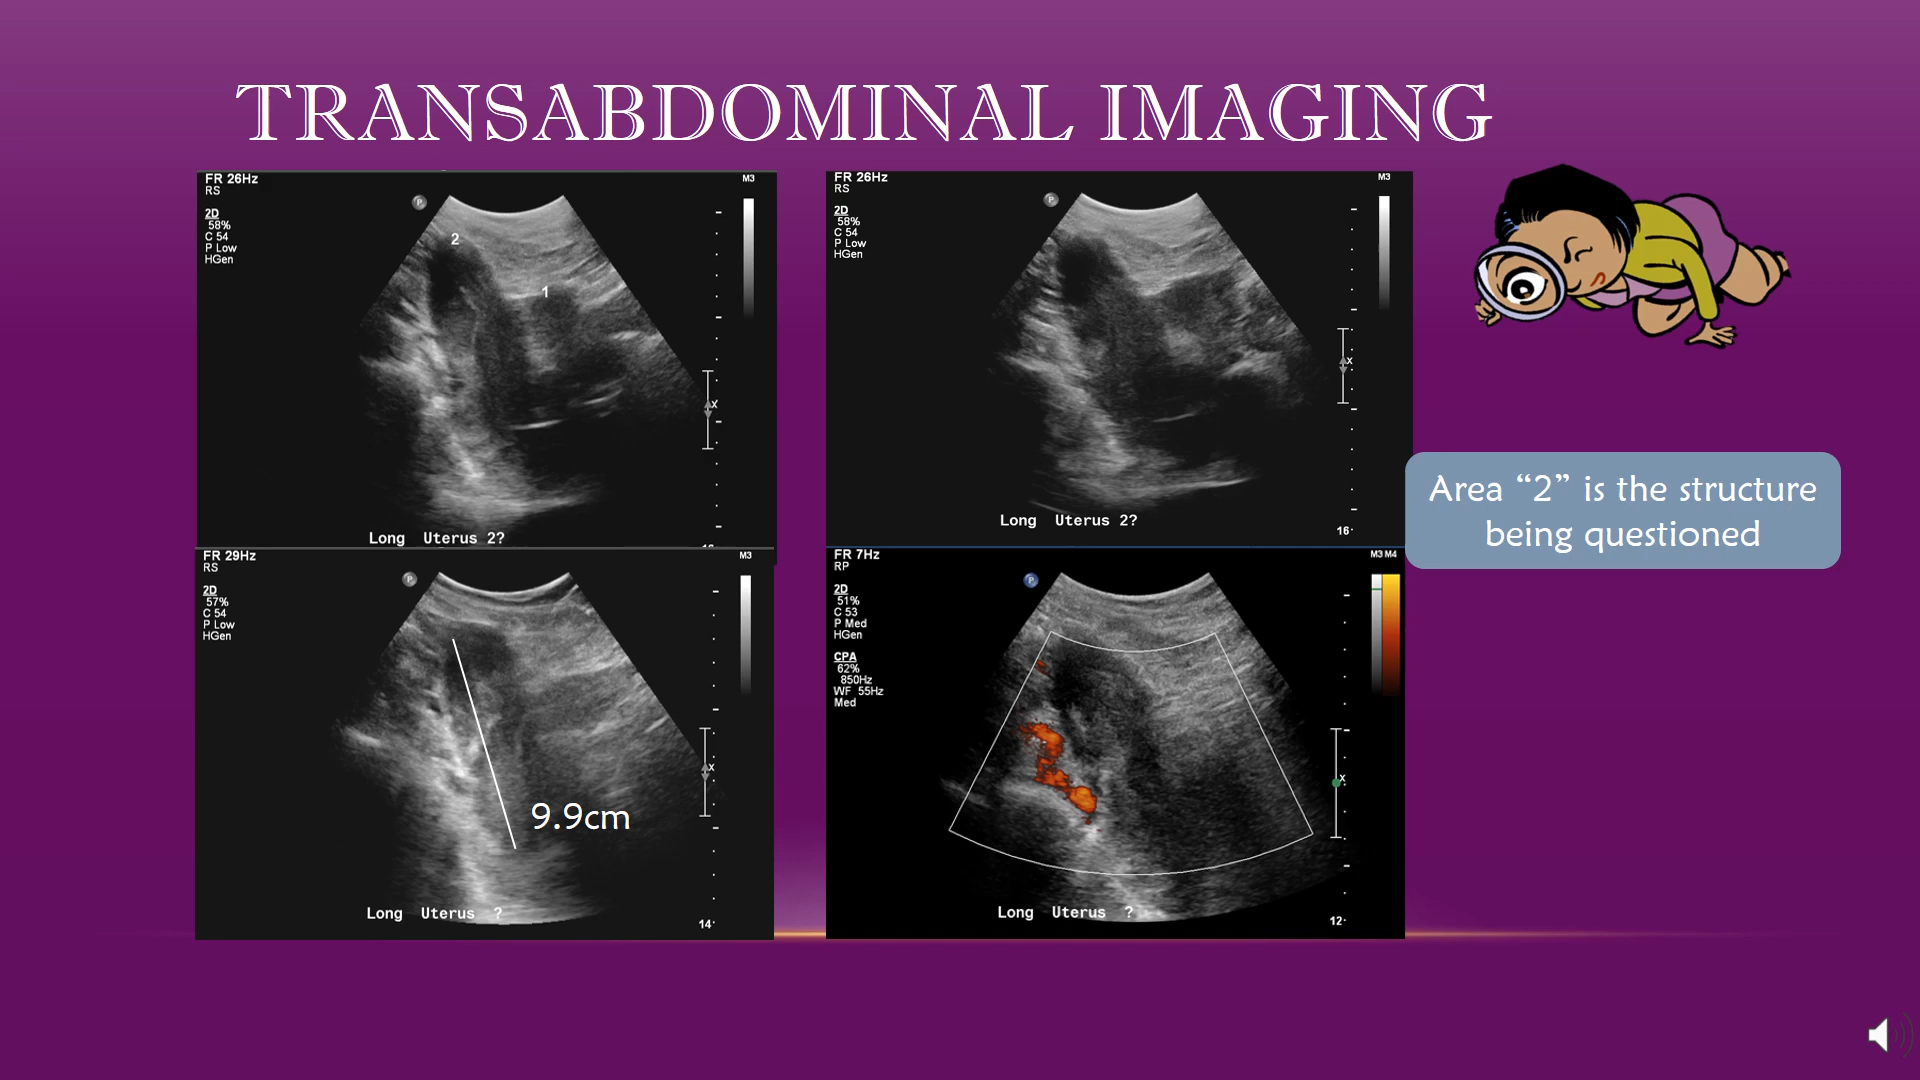 TRANSABDOMINAL IMAGING
FR 26Hz
RS
M3
P
2D
58%
C 54
P Low
HGen
2
1
x
Long Uterus 2?
FR 26Hz
RS
M3
P
2D
58%
C 54
P Low
HGen
x
Long Uterus 2?
16
Area “2” is the structure
being questioned
FR 29Hz
RS
M3
P
2D
57%
C 54
P Low
HGen
x
9.9cm
Long Uterus ?
14
FR 7Hz
RP
M3 M4
P
2D
51%
C 53
P Med
HGen
CPA
62%
850Hz
WF 55Hz
Med
x
Long Uterus ?
12